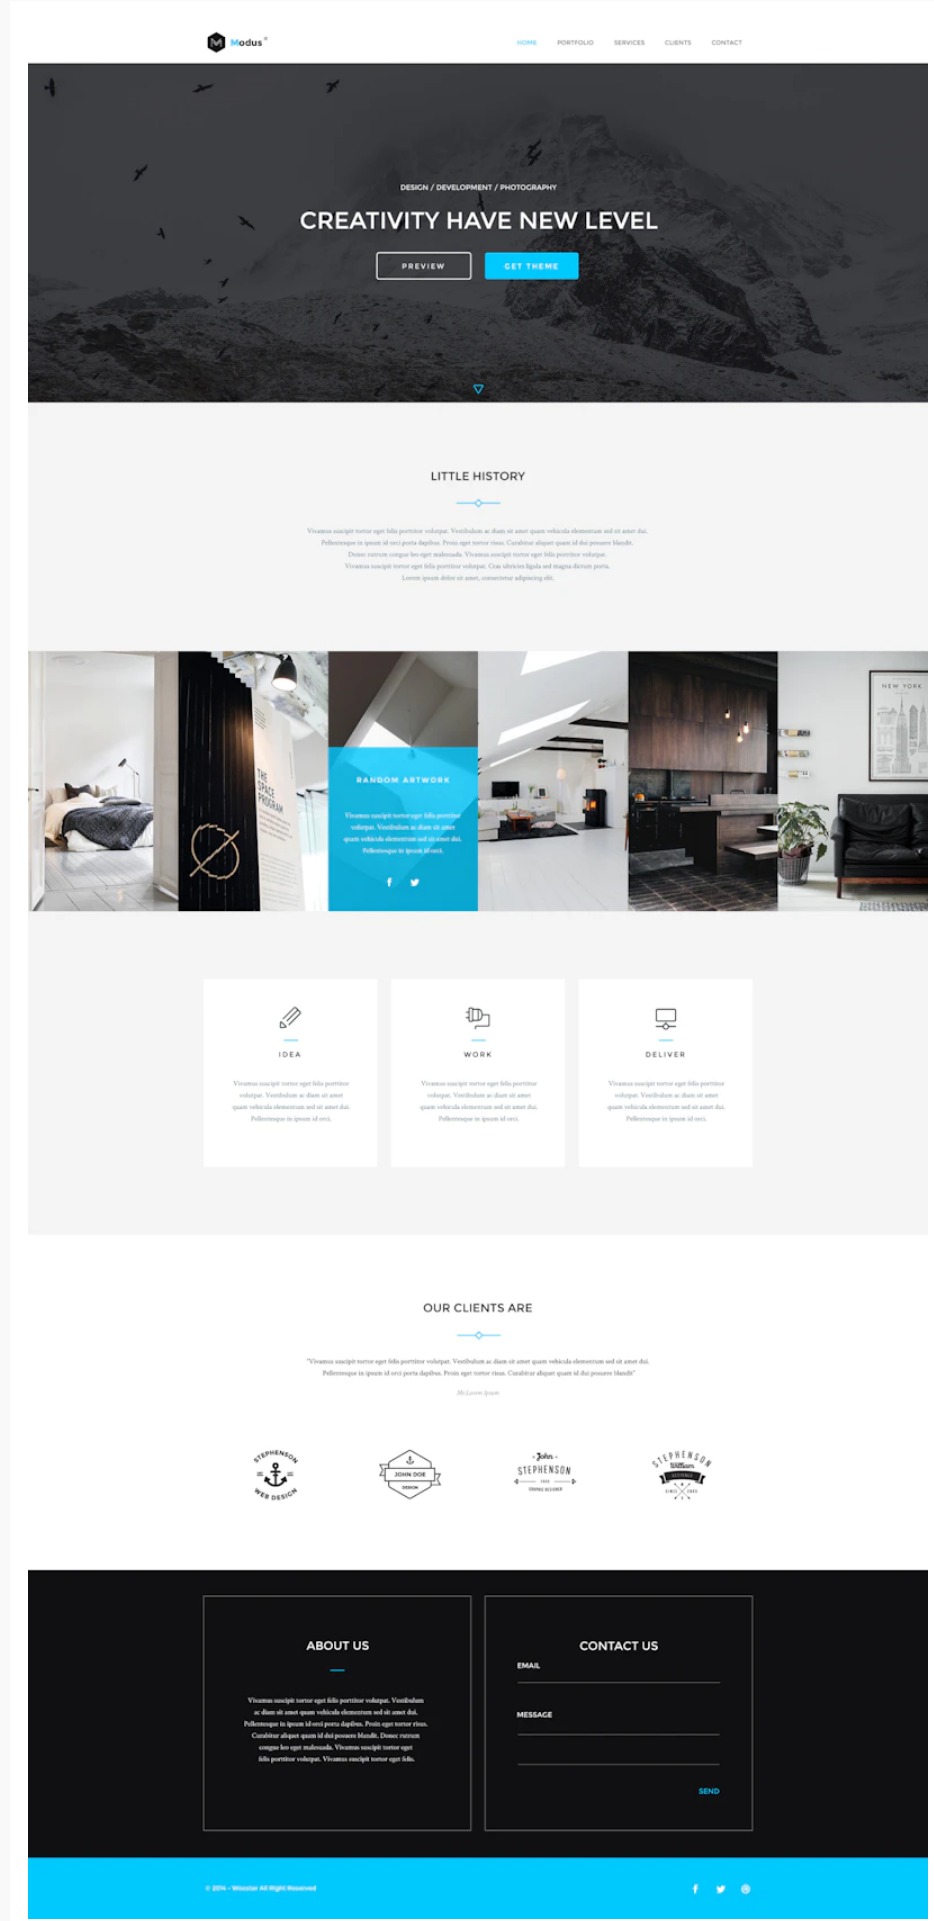 Modus
HOME PORTFOLIO SERVICES CLIENTS CONTACT
DESIGN / DEVELOPMENT / PHOTOGRAPHY
CREATIVITY HAVE NEW LEVEL
PREVIEW GET THEME
LITTLE HISTORY
Vivamus suscipit tortor eget felis porttitor volutpat. Vestibulum ac diam sit amet quam vehicula elementum sed sit amet dui.
Pellentesque in ipsum id orci porta dapibus. Proin eget tortor risus. Curabitur aliquet quam id dui posuere blandit.
Donec rutrum congue leo eget malesuada. Vivamus suscipit tortor eget felis porttitor volutpat.
Vivamus suscipit tortor eget felis porttitor volutpat. Cras ultricies ligula sed magna dictum porta.
Lorem ipsum dolor sit amet, consectetur adipiscing elit.
THE
SPACE
PROGRAM
NEW YORK
RANDOM ARTWORK
Vivamus suscipit tortor eget felis porttitor
volutpat. Vestibulum ac diam sit amet
quam vehicula elementum sed sit amet dui.
Pellentesque in ipsum id orci.
IDEA
Vivamus suscipit tortor eget felis porttitor
volutpat. Vestibulum ac diam sit amet
quam vehicula elementum sed sit amet dui.
Pellentesque in ipsum id orci.
WORK
Vivamus suscipit tortor eget felis porttitor
volutpat. Vestibulum ac diam sit amet
quam vehicula elementum sed sit amet dui.
Pellentesque in ipsum id orci.
DELIVER
Vivamus suscipit tortor eget felis porttitor
volutpat. Vestibulum ac diam sit amet
quam vehicula elementum sed sit amet dui.
Pellentesque in ipsum id orci.
OUR CLIENTS ARE
"Vivamus suscipit tortor eget felis porttitor volutpat. Vestibulum ac diam sit amet quam vehicula elementum sed sit amet dui.
Pellentesque in ipsum id orci porta dapibus. Proin eget tortor risus. Curabitur aliquet quam id dui posuere blandit"
Mr Lorem Ipsum
STEPHENSON
WEB DESIGN
JOHN DOE
DESIGN
John
STEPHENSON
GRAPHIC DESIGNER
STEPHENSON
William
DESIGNER
SINCE
ABOUT US
Vivamus suscipit tortor eget felis porttitor volutpat. Vestibulum
ac diam sit amet quam vehicula elementum sed sit amet dui.
Pellentesque in ipsum id orci porta dapibus. Proin eget tortor risus.
Curabitur aliquet quam id dui posuere blandit. Donec rutrum
congue leo eget malesuada. Vivamus suscipit tortor eget
felis porttitor volutpat. Vivamus suscipit tortor eget felis.
CONTACT US
EMAIL
MESSAGE
SEND
© 2014 - Wooster All Right Reserved